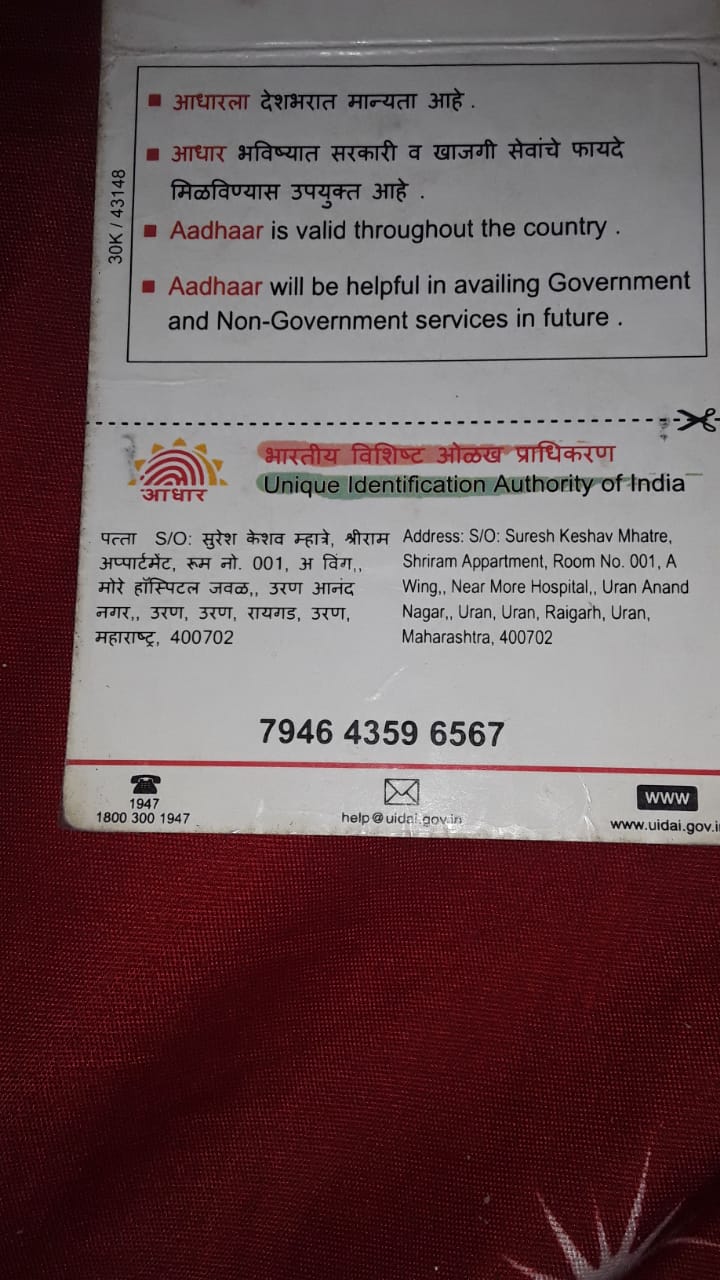 आधारला देशभरात मान्यता आहे .
आधार भविष्यात सरकारी व खाजगी सेवांचे फायदे
मिळविण्यास उपयुक्त आहे .
Aadhaar is valid throughout the country .
Aadhaar will be helpful in availing Government
and Non-Government services in future .
30K / 43148
आधार
भारतीय विशिष्ट ओळख प्राधिकरण
Unique Identification Authority of India
पत्ता S/O: सुरेश केशव म्हात्रे, श्रीराम
अप्पार्टमेंट, रूम नो. 001, अ विंग,,
मोरे हॉस्पिटल जवळ,, उरण आनंद
नगर,, उरण, उरण, रायगड, उरण,
महाराष्ट्र, 400702
Address: S/O: Suresh Keshav Mhatre,
Shriram Appartment, Room No. 001, A
Wing,, Near More Hospital,, Uran Anand
Nagar,, Uran, Uran, Raigarh, Uran,
Maharashtra, 400702
7946 4359 6567
1947
1800 300 1947
help@uidai.gov.in
www
www.uidai.gov.i